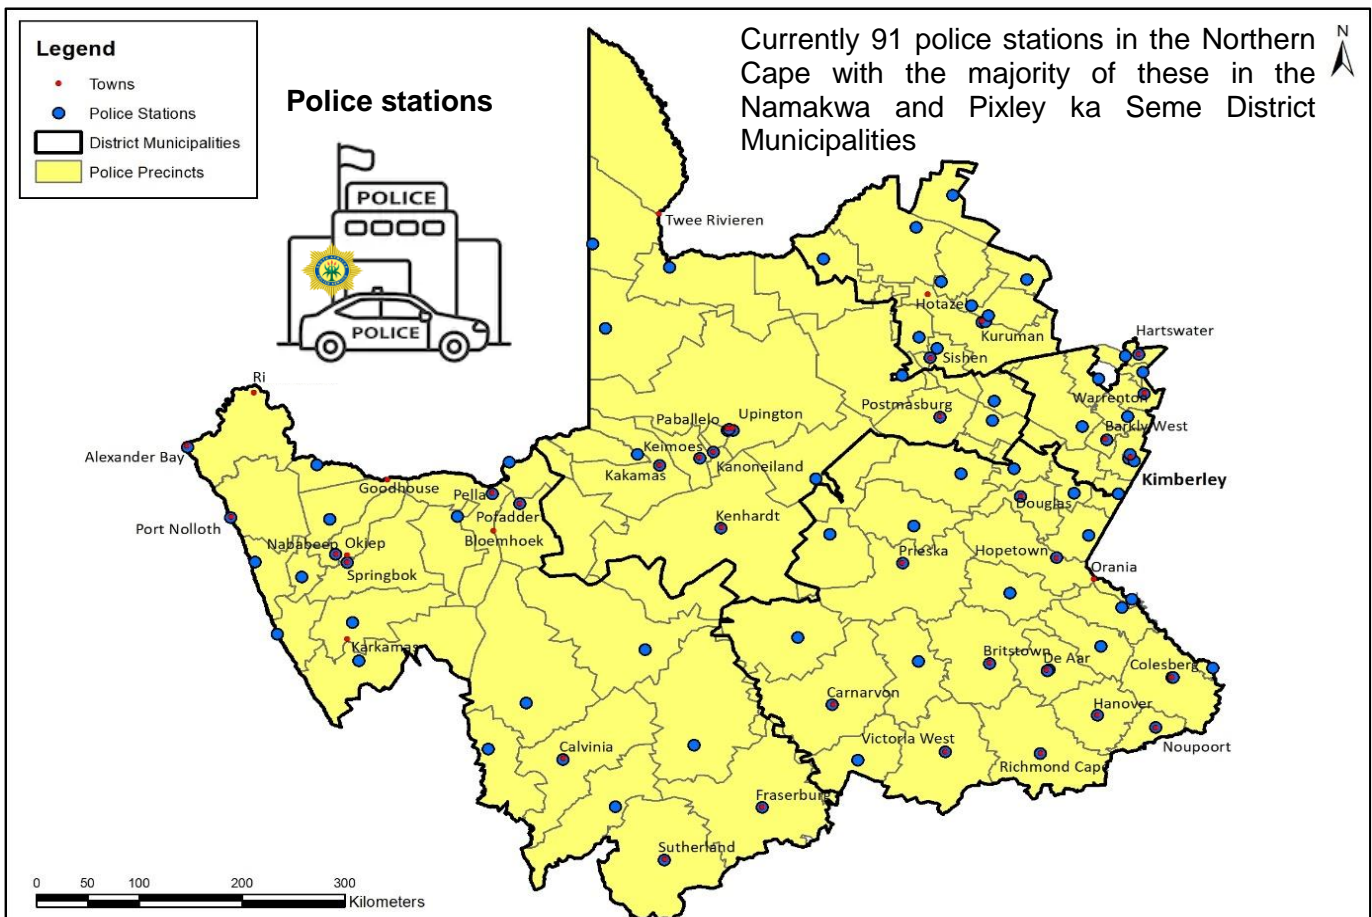 Legend
Towns
Police Stations
District Municipalities
Police Precincts
Police stations
POLICE
POLICE
Currently 91 police stations in the Northern
Cape with the majority of these in the
Namakwa and Pixley ka Seme District
Municipalities
N
Twee Rivieren
Hotazel
Kuruman
Hartswater
Sishen
Ri
Postmasburg
Warrenton
Paballelo
Upington
Barkly West
Alexander Bay
Keimoes
Kanoneiland
Kakamas
Kimberley
Goodhouse
Pella
Pofadder
Douglas
Port Nolloth
Kenhardt
Bloemhoek
Nababeep
Okiep
Springbok
Prieska
Hopetown
Orania
Karkamas
Britstown
De Aar
Colesberg
Carnarvon
Hanover
Calvinia
Victoria West
Noupoort
Richmond Cape
Fraserburg
Sutherland
0 50 100 200 300
Kilometers